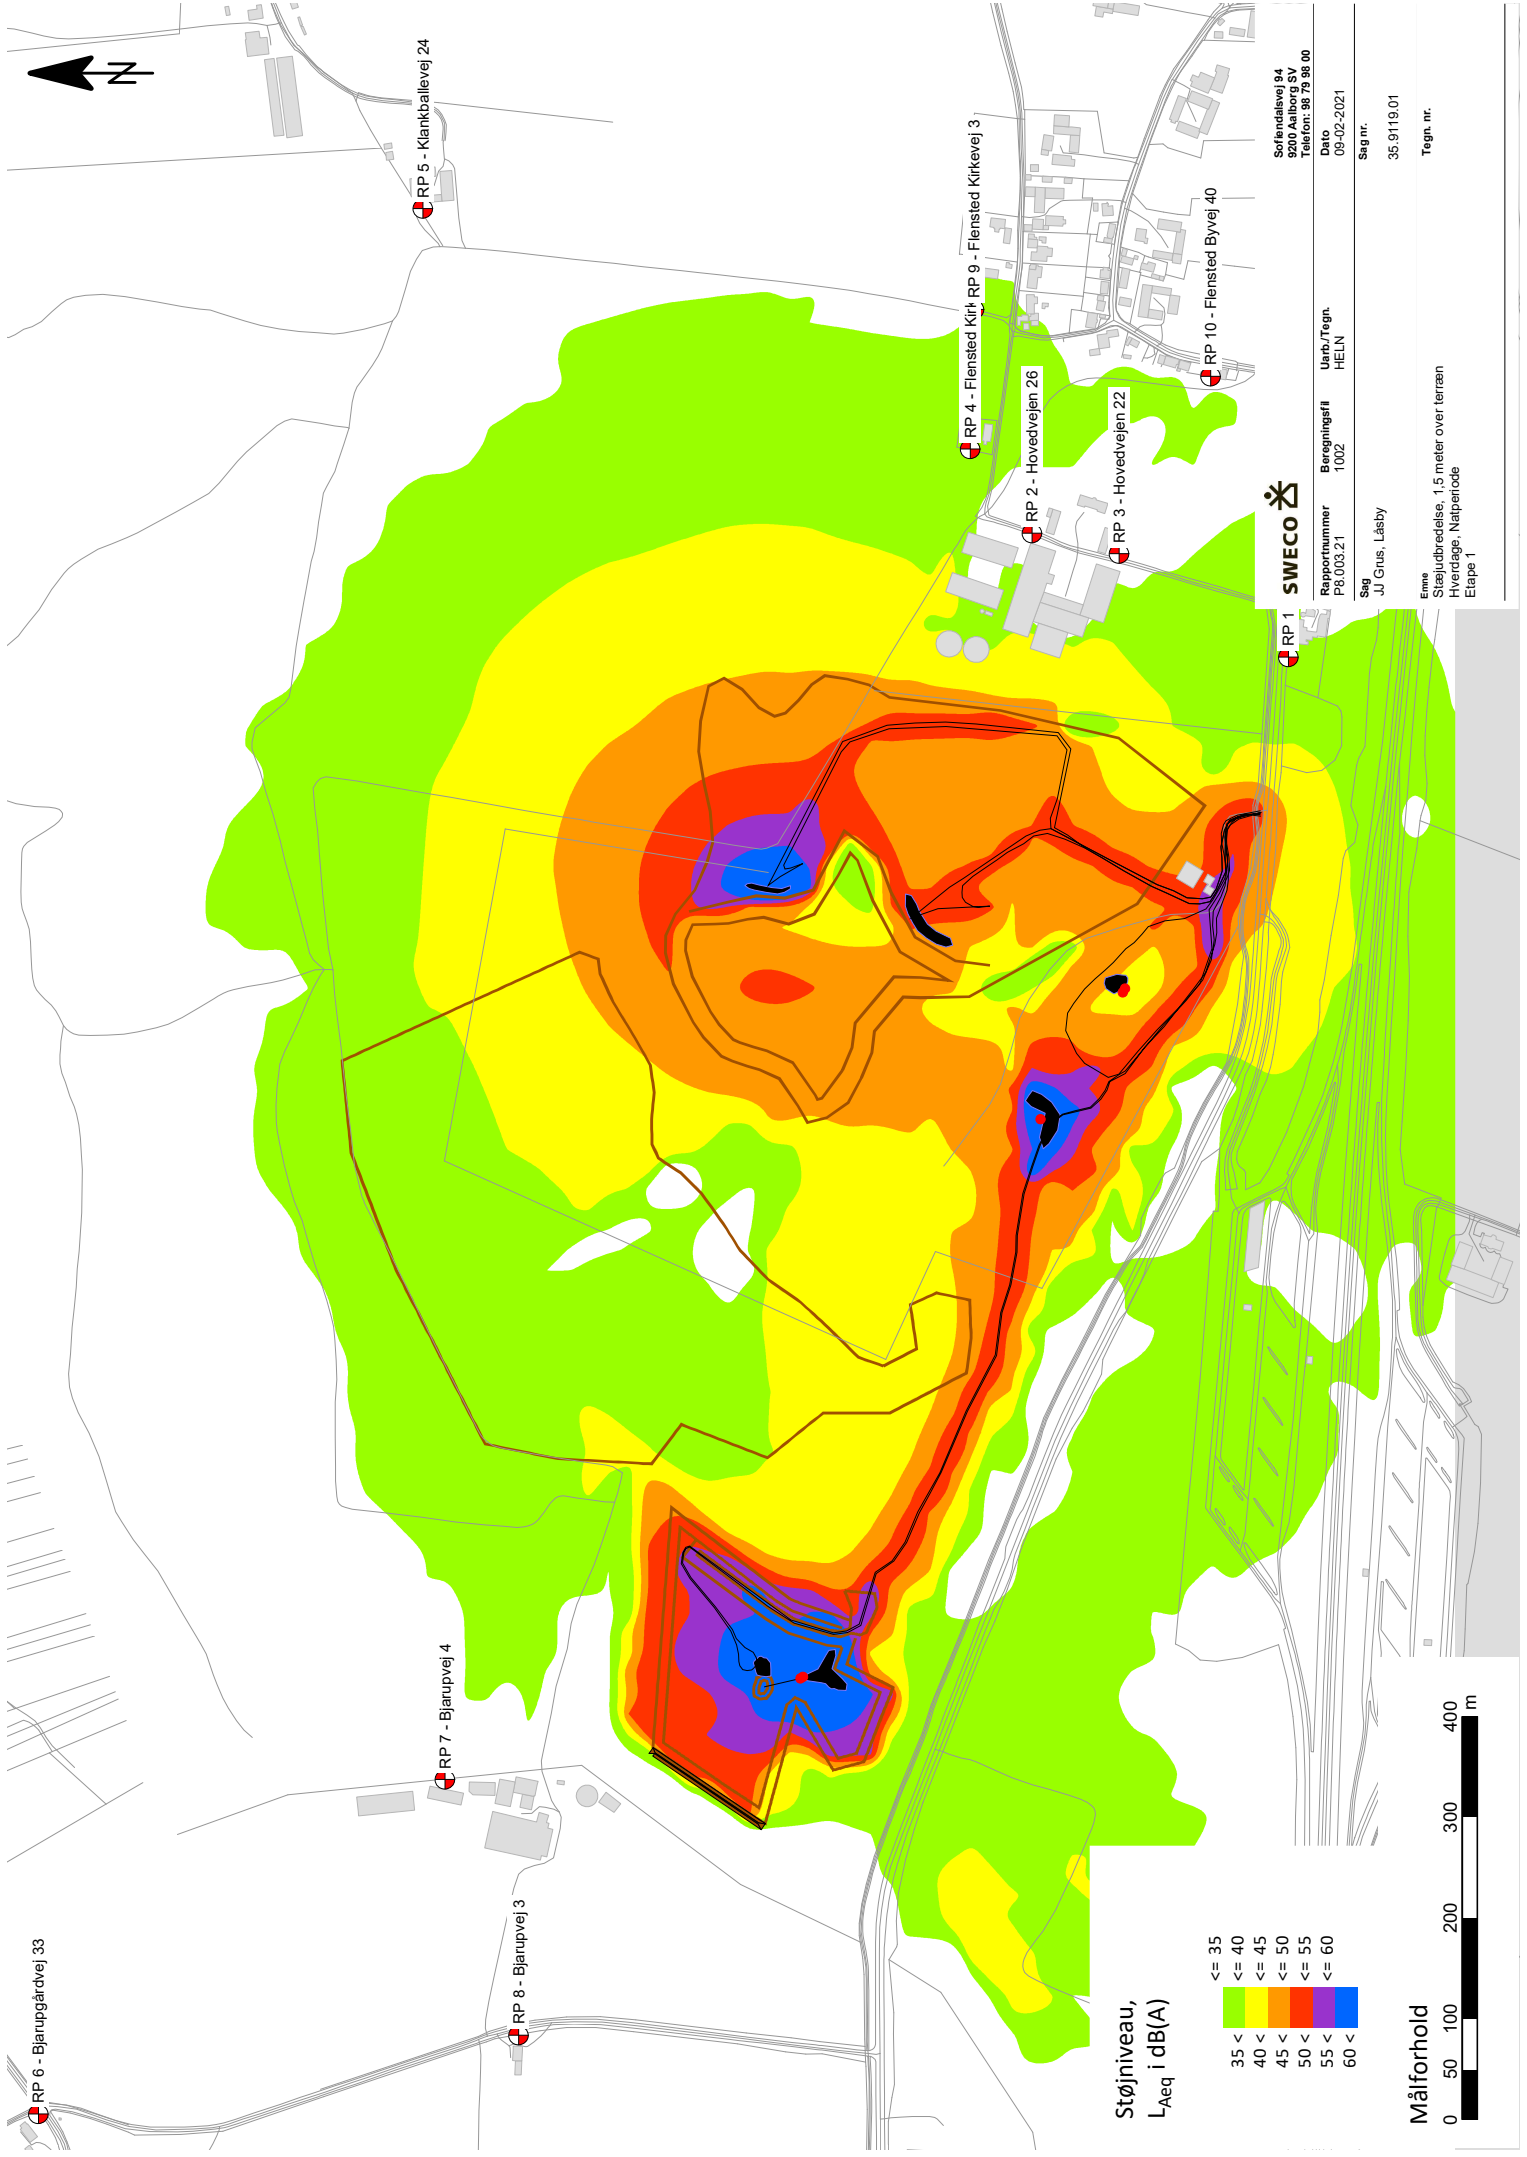 N
RP 5 - Klankballevej 24
RP 4 - Flensted Kirk
RP 9 - Flensted Kirkevej 3
RP 2 - Hovedvejen 26
RP 3 - Hovedvejen 22
RP 10 - Flensted Byvej 40
RP 1
RP 7 - Bjarupvej 4
RP 8 - Bjarupvej 3
RP 6 - Bjarupgårdvej 33
Støjniveau,
LAeq i dB(A)
<= 35
35 < <= 40
40 < <= 45
45 < <= 50
50 < <= 55
55 < <= 60
60 <
Målforhold
0 50 100 200 300 400
m
SWECO
Sofiendalsvej 94
9200 Aalborg SV
Telefon: 98 79 98 00
Rapportnummer Beregningsfil Uarb./Tegn. Dato
P8.003.21 1002 HELN 09-02-2021
Sag Sag nr.
JJ Grus, Låsby 35.9119.01
Emne Tegn. nr.
Støejudbredelse, 1,5 meter over terræn
Hverdage, Natperiode
Etape 1